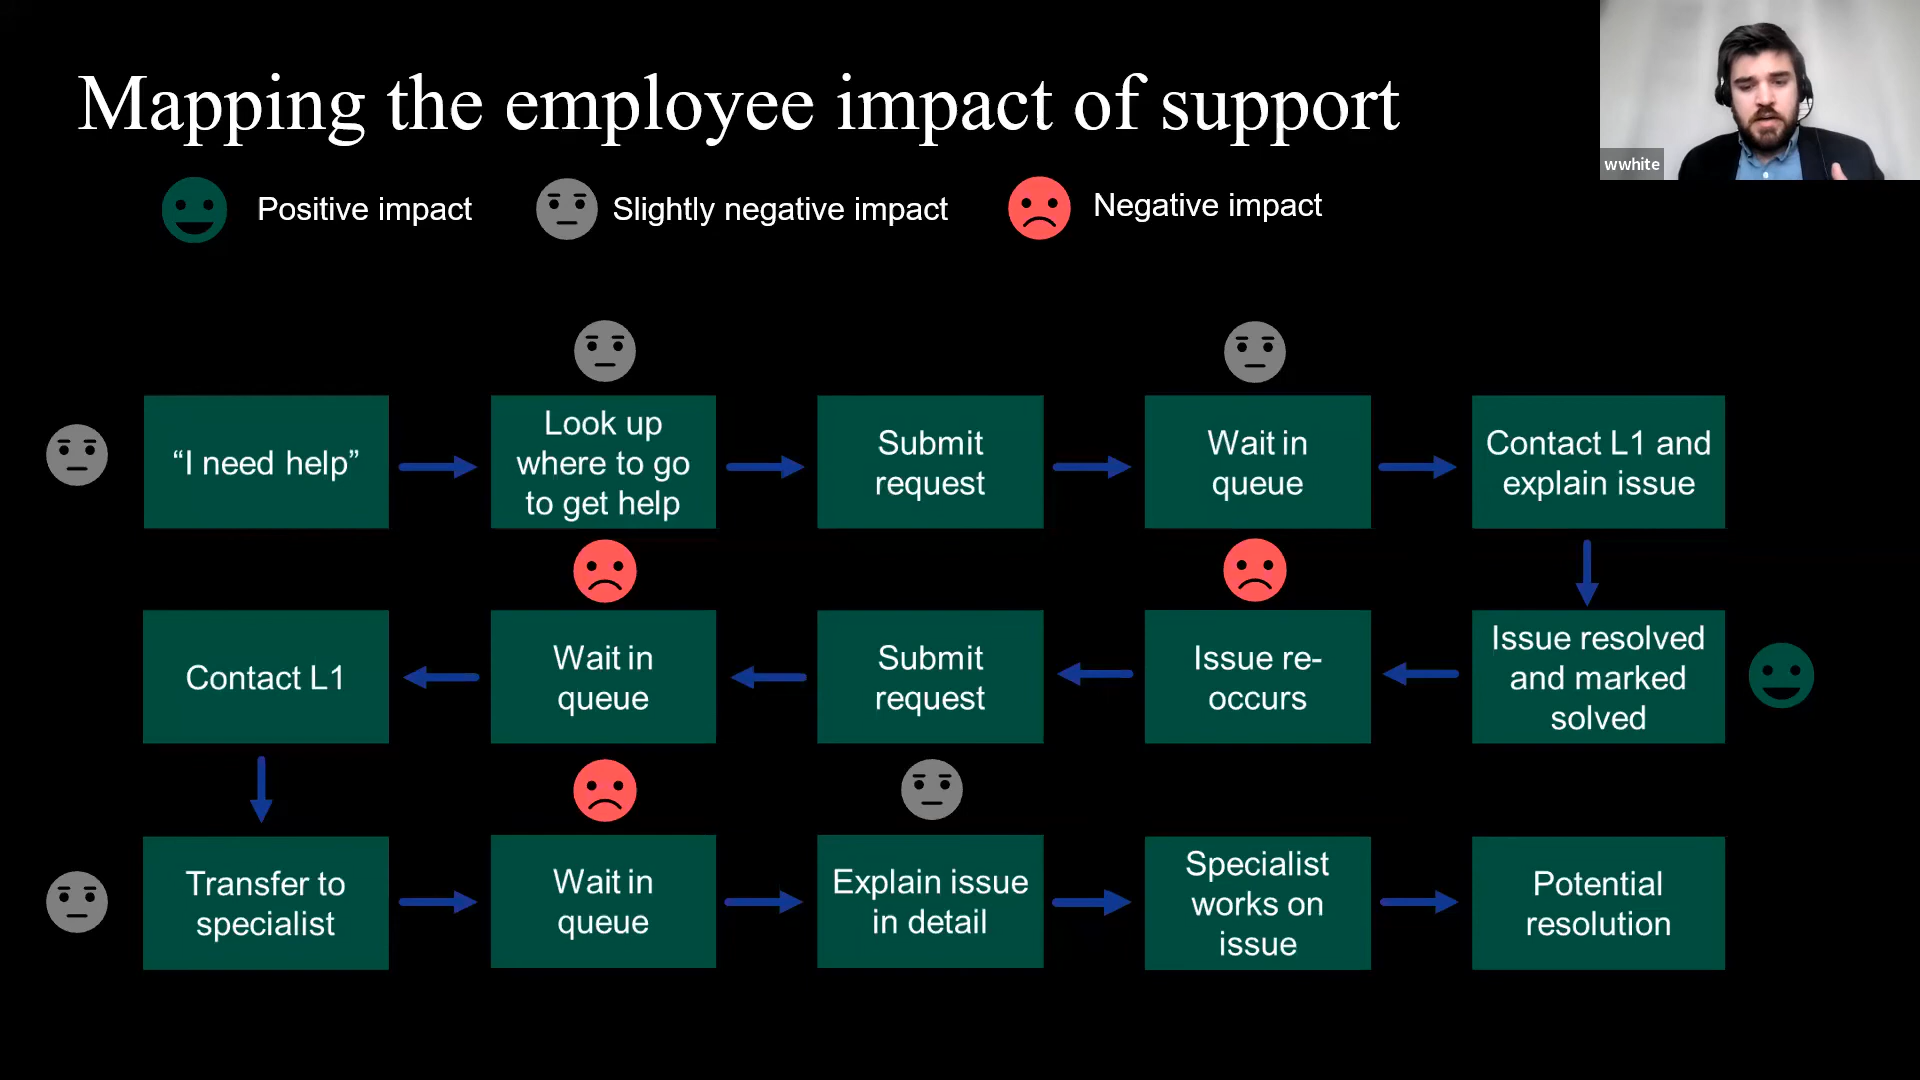 Mapping the employee impact of support
wwhite
Positive impact
Slightly negative impact
Negative impact
“I need help”
Look up
where to go
to get help
Submit
request
Wait in
queue
Contact L1 and
explain issue
Issue resolved
and marked
solved
Issue re-
occurs
Submit
request
Wait in
queue
Contact L1
Transfer to
specialist
Wait in
queue
Explain issue
in detail
Specialist
works on
issue
Potential
resolution